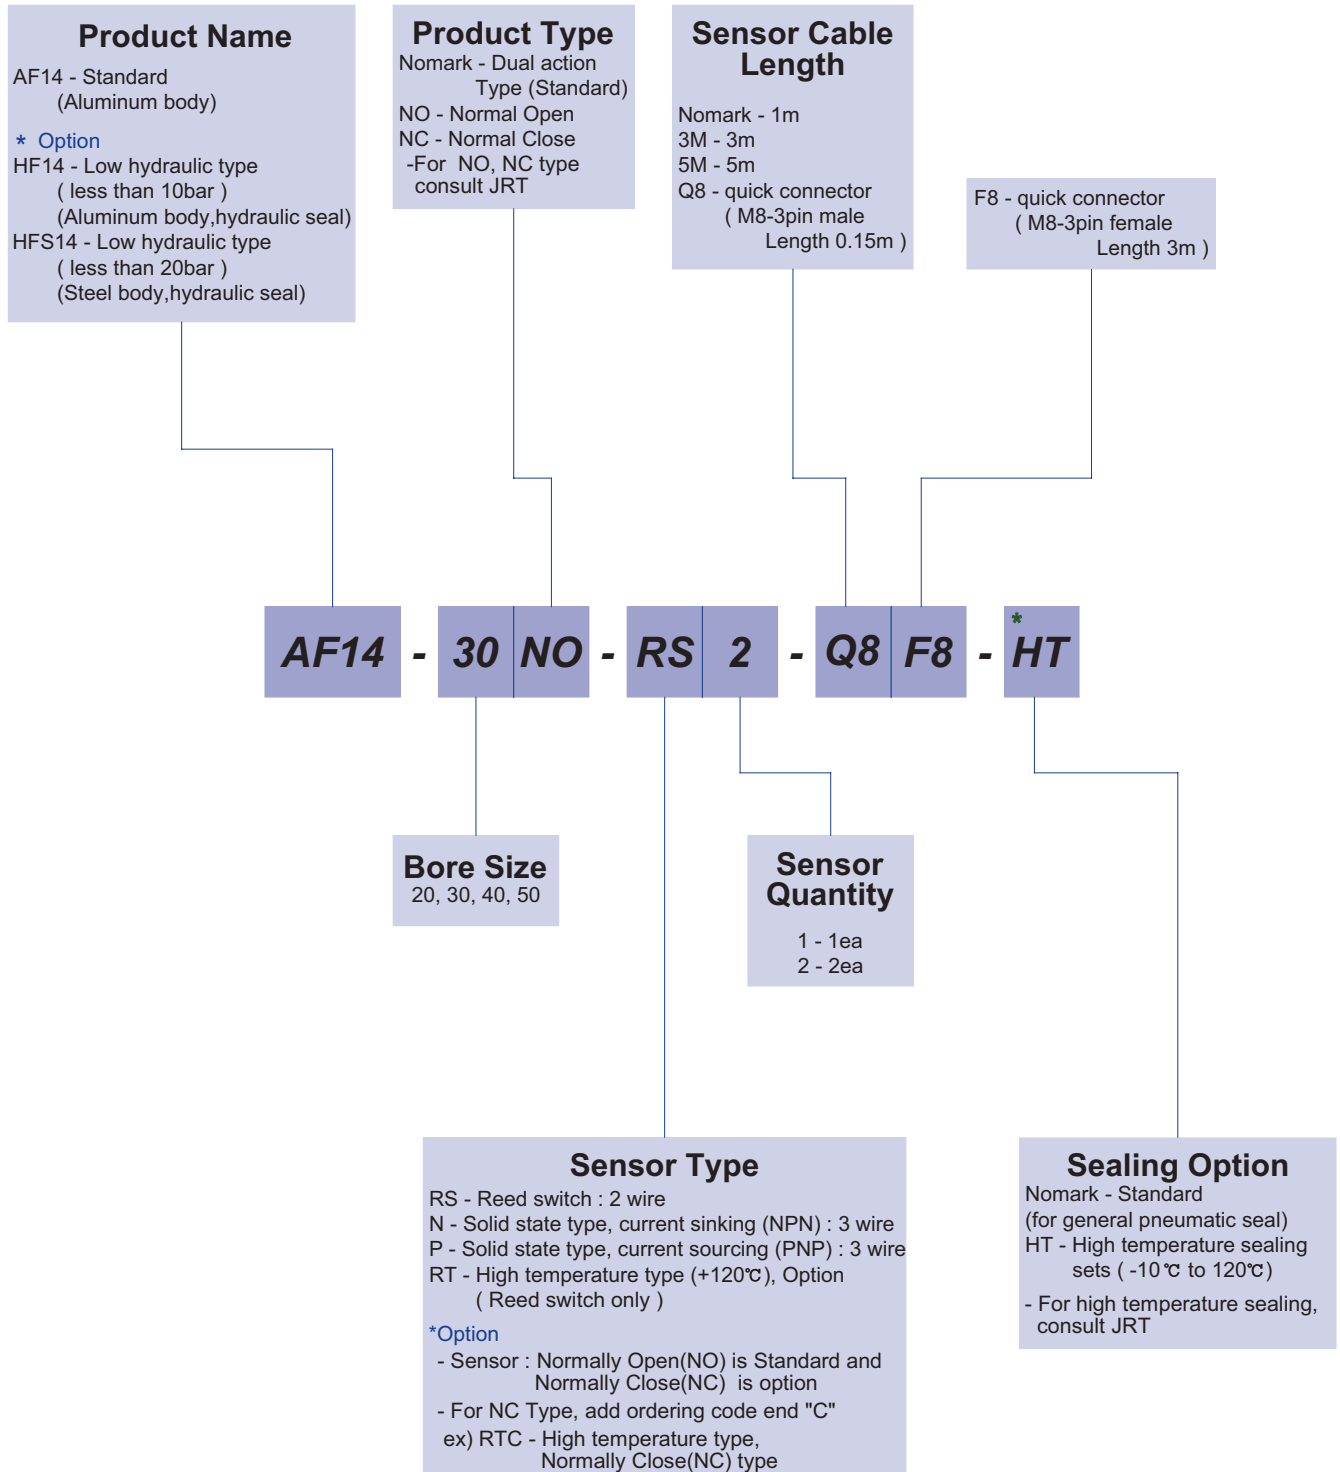 Product Name
AF14 - Standard
(Aluminum body)
* Option
HF14 - Low hydraulic type
( less than 10bar )
(Aluminum body,hydraulic seal)
HFS14 - Low hydraulic type
( less than 20bar )
(Steel body,hydraulic seal)
Product Type
Nomark - Dual action
Type (Standard)
NO - Normal Open
NC - Normal Close
-For NO, NC type
consult JRT
Sensor Cable
Length
Nomark - 1m
3M - 3m
5M - 5m
Q8 - quick connector
( M8-3pin male
Length 0.15m )
F8 - quick connector
( M8-3pin female
Length 3m )
AF14 - 30 NO - RS 2 - Q8 F8 - *HT
Bore Size
20, 30, 40, 50
Sensor
Quantity
1 - 1ea
2 - 2ea
Sensor Type
RS - Reed switch : 2 wire
N - Solid state type, current sinking (NPN) : 3 wire
P - Solid state type, current sourcing (PNP) : 3 wire
RT - High temperature type (+120℃), Option
( Reed switch only )
*Option
- Sensor : Normally Open(NO) is Standard and
Normally Close(NC) is option
- For NC Type, add ordering code end "C"
ex) RTC - High temperature type,
Normally Close(NC) type
Sealing Option
Nomark - Standard
(for general pneumatic seal)
HT - High temperature sealing
sets ( -10℃ to 120℃)
- For high temperature sealing,
consult JRT